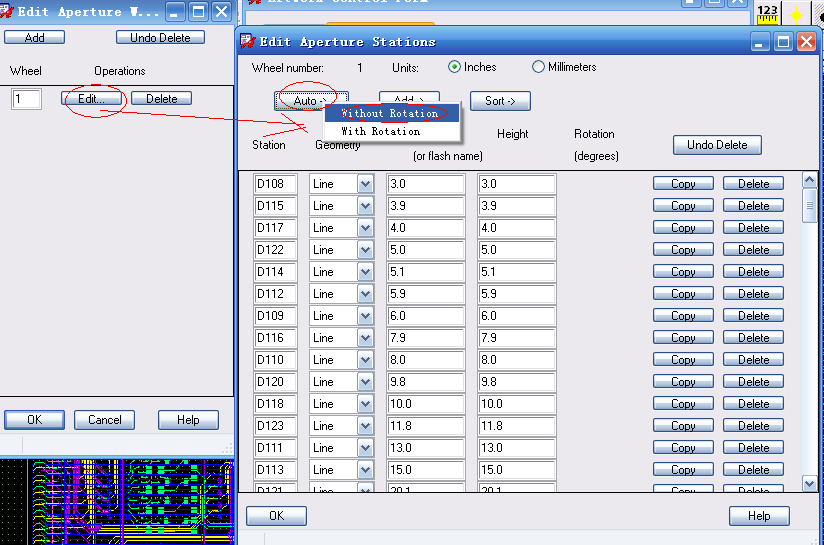 Edit Aperture W...
Add
Undo Delete
Wheel
Operations
1
Edit...
Delete
OK
Cancel
Help
123
Edit Aperture Stations
Wheel number: 1 Units: Inches Millimeters
Auto -> Add -> Sort ->
Without Rotation
With Rotation
Station Geometry Height Rotation
(or flash name) (degrees)
Undo Delete
D108 Line 3.0 3.0 Copy Delete
D115 Line 3.9 3.9 Copy Delete
D117 Line 4.0 4.0 Copy Delete
D122 Line 5.0 5.0 Copy Delete
D114 Line 5.1 5.1 Copy Delete
D112 Line 5.9 5.9 Copy Delete
D109 Line 6.0 6.0 Copy Delete
D116 Line 7.9 7.9 Copy Delete
D110 Line 8.0 8.0 Copy Delete
D120 Line 9.8 9.8 Copy Delete
D118 Line 10.0 10.0 Copy Delete
D123 Line 11.8 11.8 Copy Delete
D111 Line 13.0 13.0 Copy Delete
D113 Line 15.0 15.0 Copy Delete
D121 Line 20.1 20.1 Copy Delete
OK
Help